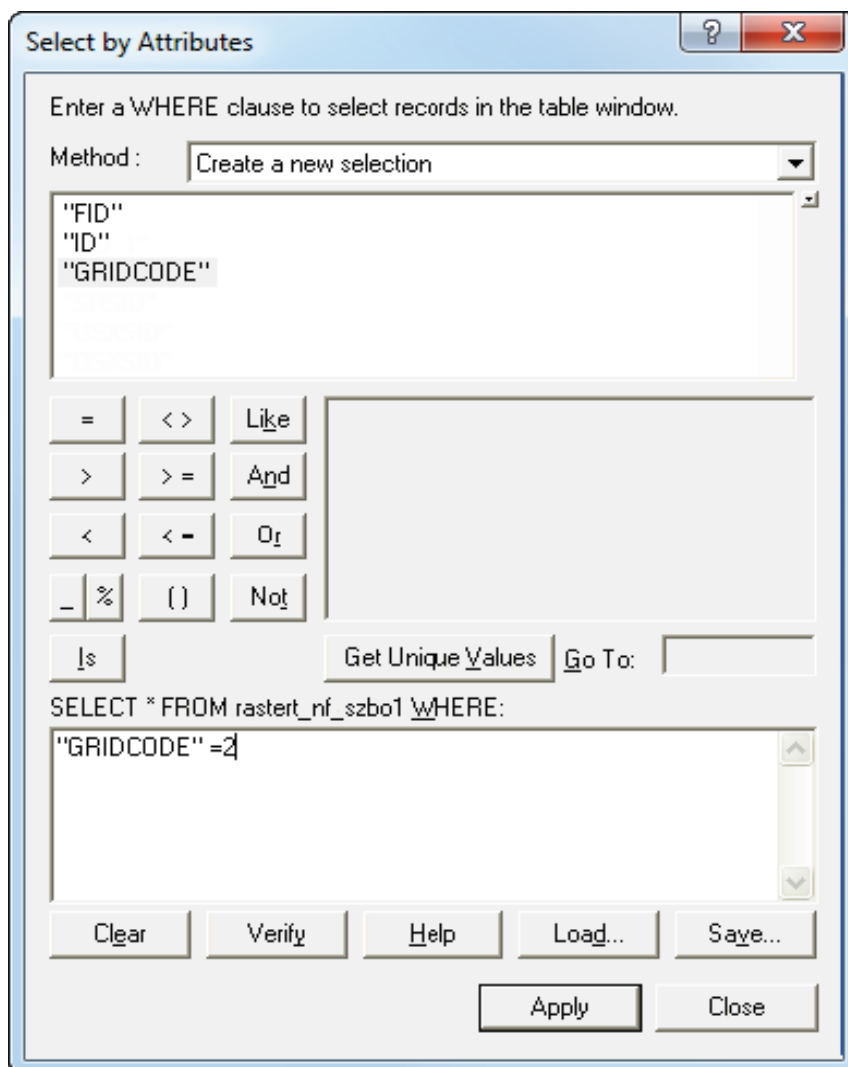 Select by Attributes
?
Enter a WHERE clause to select records in the table window.
Method :
Create a new selection
"FID"
"ID"
"GRIDCODE"
= < > Like
> > = And
< < = Or
_ % ( ) Not
Is Get Unique Values Go To:
SELECT * FROM rastert_nf_szbo1 WHERE:
"GRIDCODE" =2
Clear Verify Help Load... Save...
Apply Close